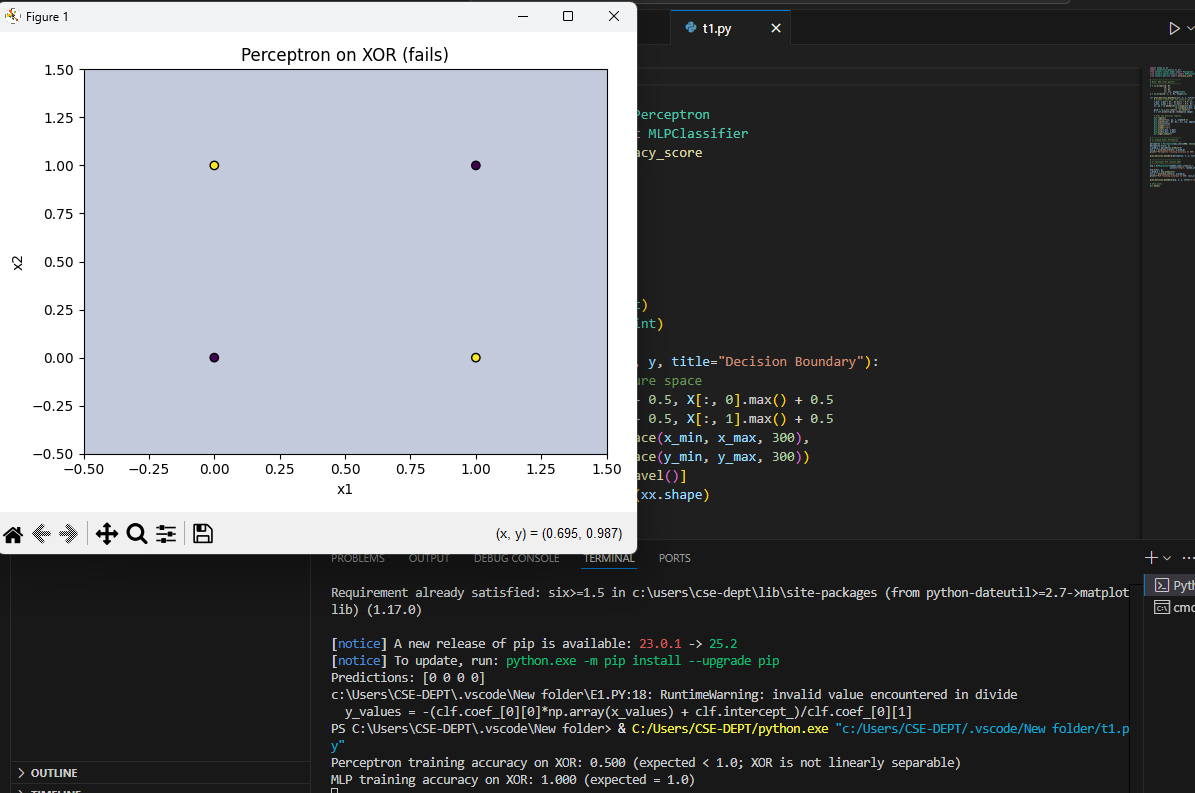 Figure 1
t1.py
Perceptron on XOR (fails)
1.50
1.25
1.00
0.75
0.50
0.25
0.00
−0.25
−0.50
x2
−0.50 −0.25 0.00 0.25 0.50 0.75 1.00 1.25 1.50
x1
(x, y) = (0.695, 0.987)
Perceptron
MLPClassifier
acy_score
)
int)
y, title="Decision Boundary"):
ure space
- 0.5, X[:, 0].max() + 0.5
- 0.5, X[:, 1].max() + 0.5
ace(x_min, x_max, 300),
ace(y_min, y_max, 300))
avel()]
(xx.shape)
PROBLEMS OUTPUT DEBUG CONSOLE TERMINAL PORTS
Pyth
cmd
Requirement already satisfied: six>=1.5 in c:\users\cse-dept\lib\site-packages (from python-dateutil>=2.7->matplot
lib) (1.17.0)
[notice] A new release of pip is available: 23.0.1 -> 25.2
[notice] To update, run: python.exe -m pip install --upgrade pip
Predictions: [0 0 0 0]
c:\Users\CSE-DEPT\.vscode\New folder\E1.PY:18: RuntimeWarning: invalid value encountered in divide
y_values = -(clf.coef_[0][0]*np.array(x_values) + clf.intercept_)/clf.coef_[0][1]
PS C:\Users\CSE-DEPT\.vscode\New folder> & C:/Users/CSE-DEPT/python.exe "c:/Users/CSE-DEPT/.vscode/New folder/t1.p
y"
Perceptron training accuracy on XOR: 0.500 (expected < 1.0; XOR is not linearly separable)
MLP training accuracy on XOR: 1.000 (expected = 1.0)
OUTLINE
TIMELINE